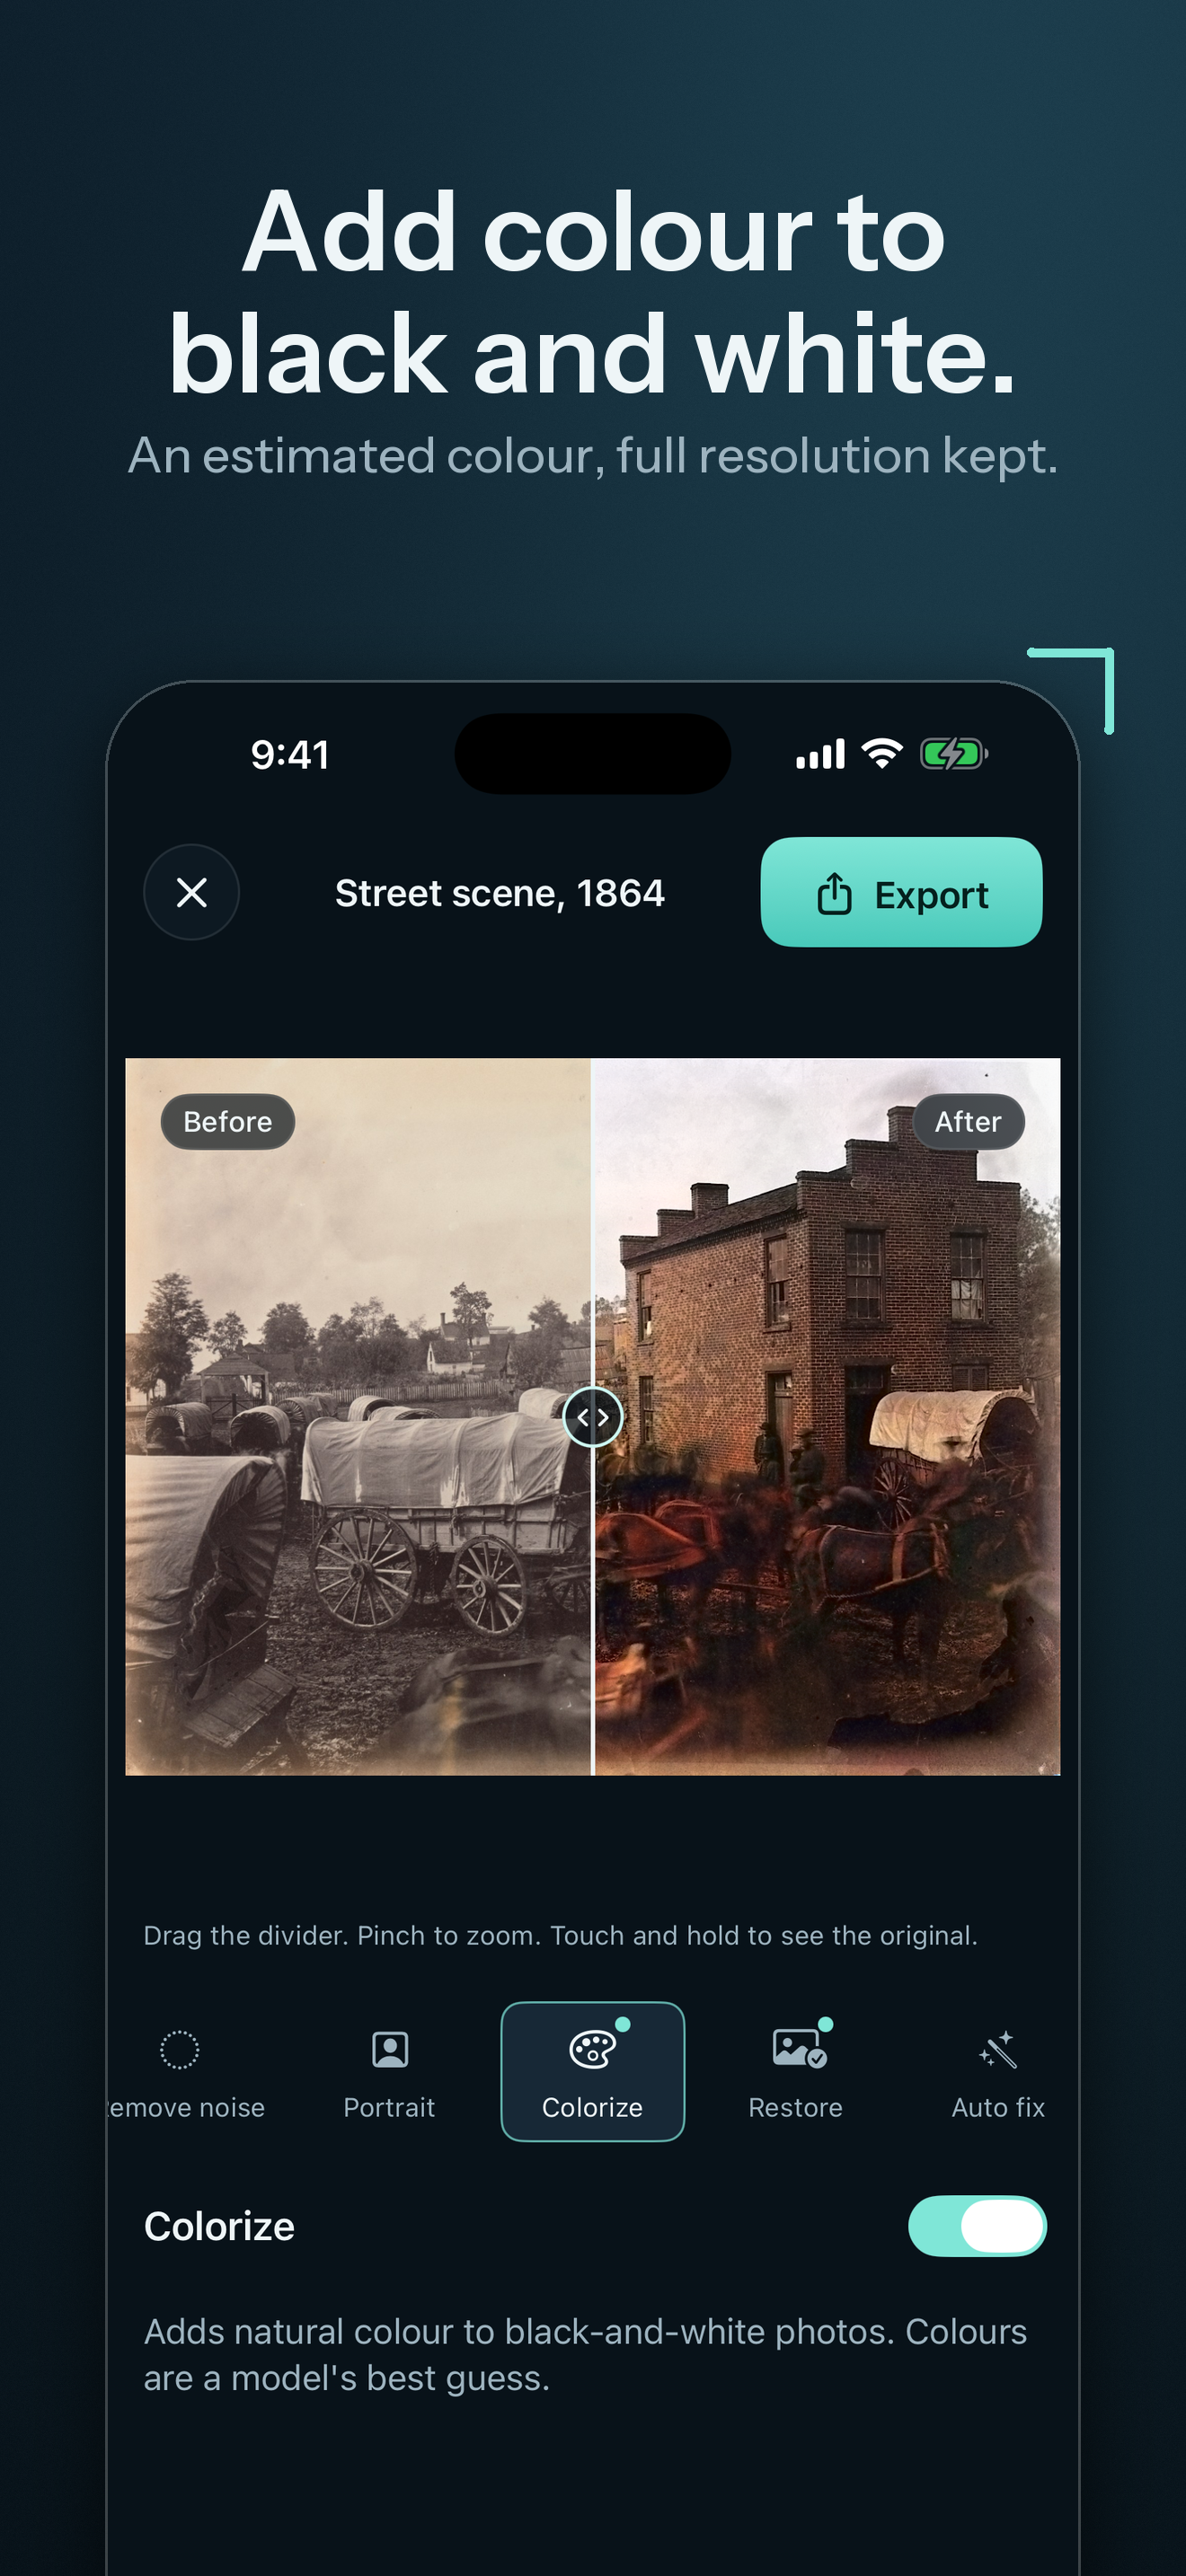 Add colour to
black and white.
An estimated colour, full resolution kept.
9:41
Street scene, 1864
Export
Before
After
Drag the divider. Pinch to zoom. Touch and hold to see the original.
emove noise
Portrait
Colorize
Restore
Auto fix
Colorize
Adds natural colour to black-and-white photos. Colours
are a model's best guess.